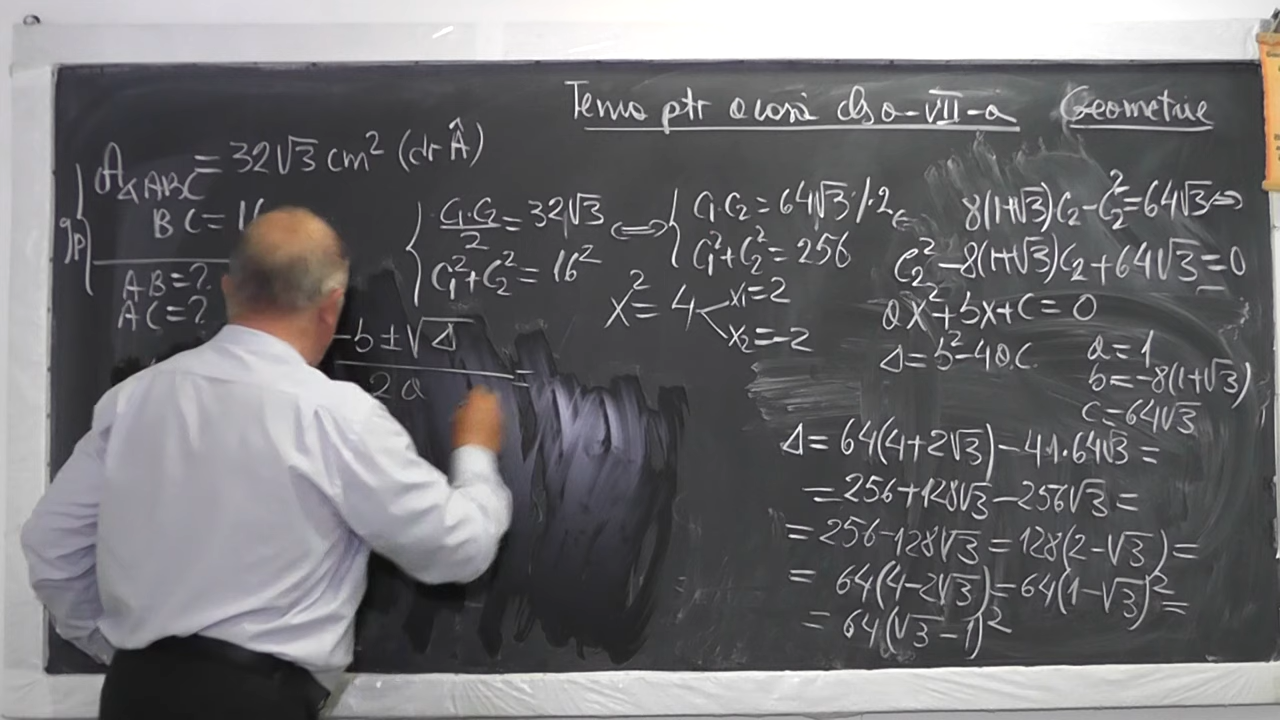 Tema ptr acasă cls a-VII-a Geometrie
A△ABC = 32√3 cm² (dr Â)
BC = 16
AB = ?
AC = ?
C₁·C₂/2 = 32√3 ⟺ C₁·C₂ = 64√3 /·2
C₁² + C₂² = 16² C₁² + C₂² = 256
x² = 4 x₁ = 2
x₂ = -2
-b ± √Δ
2a =
8(1+√3)C₂ - C₂² = 64√3 ⟺
C₂² - 8(1+√3)C₂ + 64√3 = 0
ax² + bx + c = 0
Δ = b² - 4ac
a = 1
b = -8(1+√3)
c = 64√3
Δ = 64(4+2√3) - 4·1·64√3 =
= 256 + 128√3 - 256√3 =
= 256 - 128√3 = 128(2-√3) =
= 64(4-2√3) = 64(1-√3)² =
= 64(√3-1)²